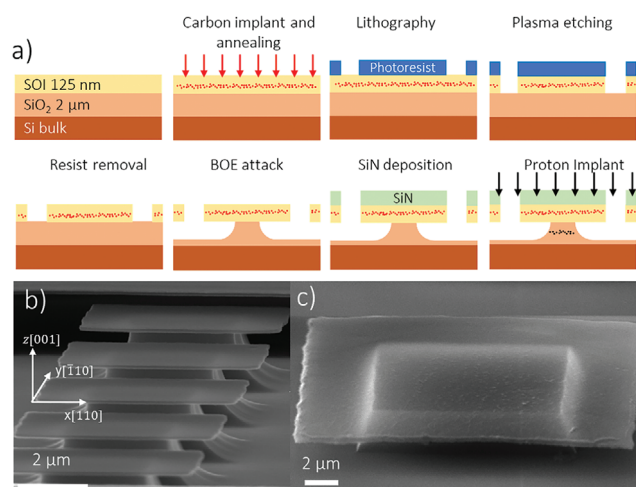 a)
Carbon implant and
annealing
Lithography
Plasma etching
Photoresist
SOI 125 nm
SiO₂ 2 µm
Si bulk
Resist removal
BOE attack
SiN deposition
Proton Implant
SiN
b)
z[001]
y[1̄10]
x[110]
2 µm
c)
2 µm